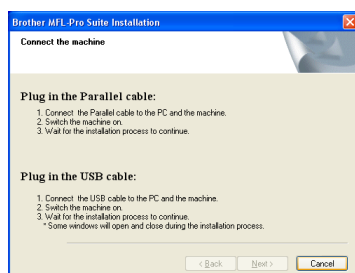 Brother MFL-Pro Suite Installation
Connect the machine
Plug in the Parallel cable:
1. Connect the Parallel cable to the PC and the machine.
2. Switch the machine on.
3. Wait for the installation process to continue.
Plug in the USB cable:
1. Connect the USB cable to the PC and the machine.
2. Switch the machine on.
3. Wait for the installation process to continue.
* Some windows will open and close during the installation process.
< Back Next > Cancel